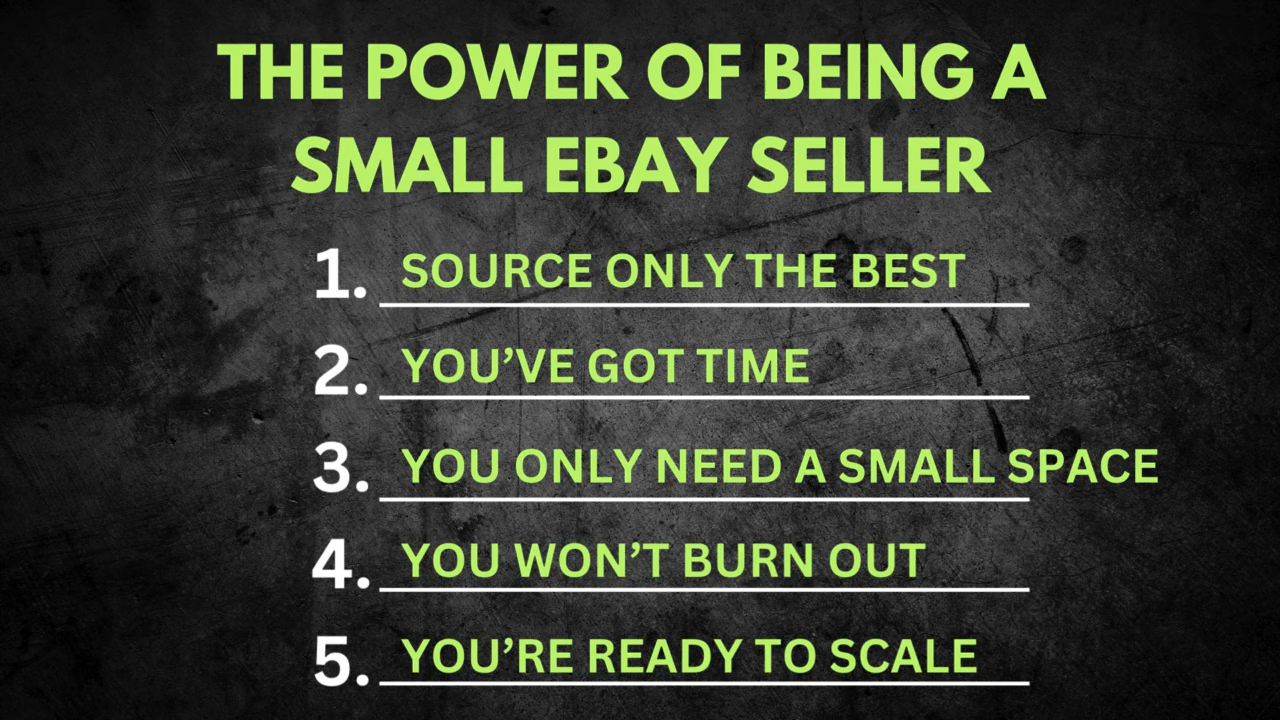 THE POWER OF BEING A
SMALL EBAY SELLER
1. SOURCE ONLY THE BEST
2. YOU’VE GOT TIME
3. YOU ONLY NEED A SMALL SPACE
4. YOU WON’T BURN OUT
5. YOU’RE READY TO SCALE